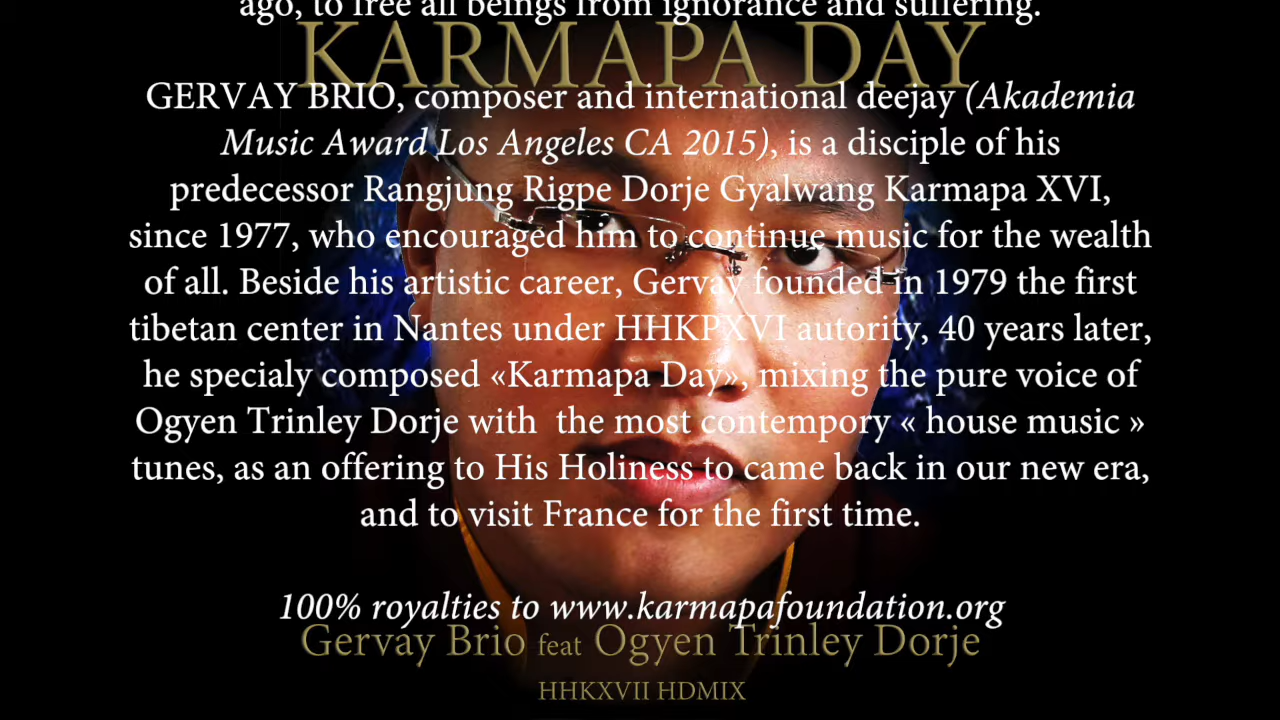 ago, to free all beings from ignorance and suffering.
KARMAPA DAY
GERVAY BRIO, composer and international deejay (Akademia
Music Award Los Angeles CA 2015), is a disciple of his
predecessor Rangjung Rigpe Dorje Gyalwang Karmapa XVI,
since 1977, who encouraged him to continue music for the wealth
of all. Beside his artistic career, Gervay founded in 1979 the first
tibetan center in Nantes under HHKPXVI autority, 40 years later,
he specialy composed «Karmapa Day», mixing the pure voice of
Ogyen Trinley Dorje with  the most contempory « house music »
tunes, as an offering to His Holiness to came back in our new era,
and to visit France for the first time.
100% royalties to www.karmapafoundation.org
Gervay Brio feat Ogyen Trinley Dorje
HHKXVII HDMIX